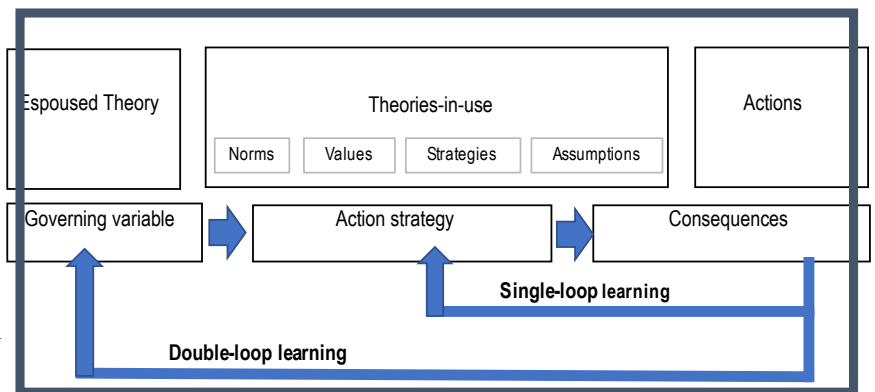 Espoused Theory
Theories-in-use
Actions
Norms
Values
Strategies
Assumptions
Governing variable
Action strategy
Consequences
Single-loop learning
Double-loop learning